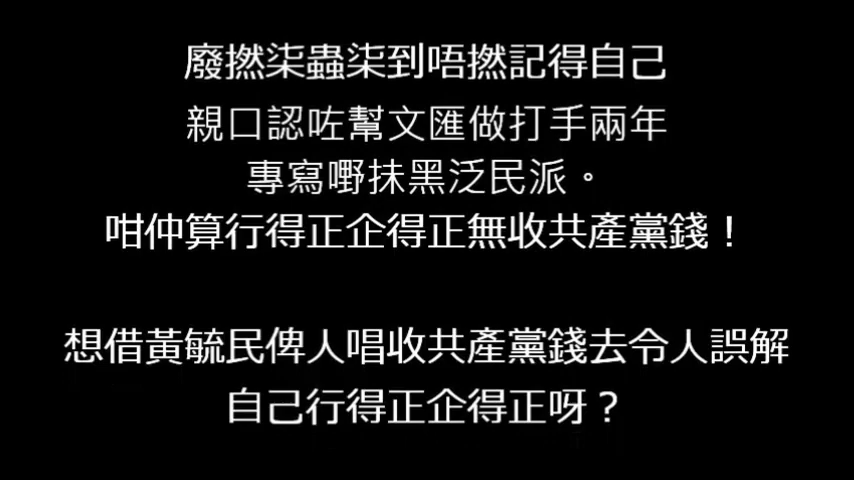 廢撚柒蟲柒到唔撚記得自己
親口認咗幫文匯做打手兩年
專寫嘢抹黑泛民派。
咁仲算行得正企得正無收共產黨錢！
想借黃毓民俾人唱收共產黨錢去令人誤解
自己行得正企得正呀？